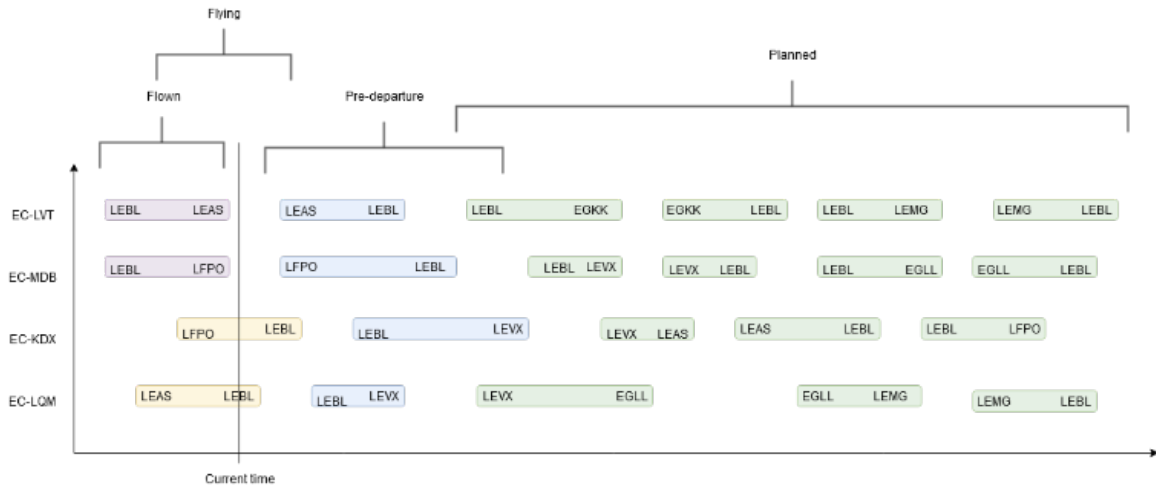 Flying
Planned
Flown
Pre-departure
EC-LVT LEBL LEAS LEAS LEBL LEBL EGKK EGKK LEBL LEBL LEMG LEMG LEBL
EC-MDB LEBL LFPO LFPO LEBL LEBL LEVX LEVX LEBL LEBL EGLL EGLL LEBL
EC-KDX LFPO LEBL LEBL LEVX LEVX LEAS LEAS LEBL LEBL LFPO
EC-LQM LEAS LEBL LEBL LEVX LEVX EGLL EGLL LEMG LEMG LEBL
Current time